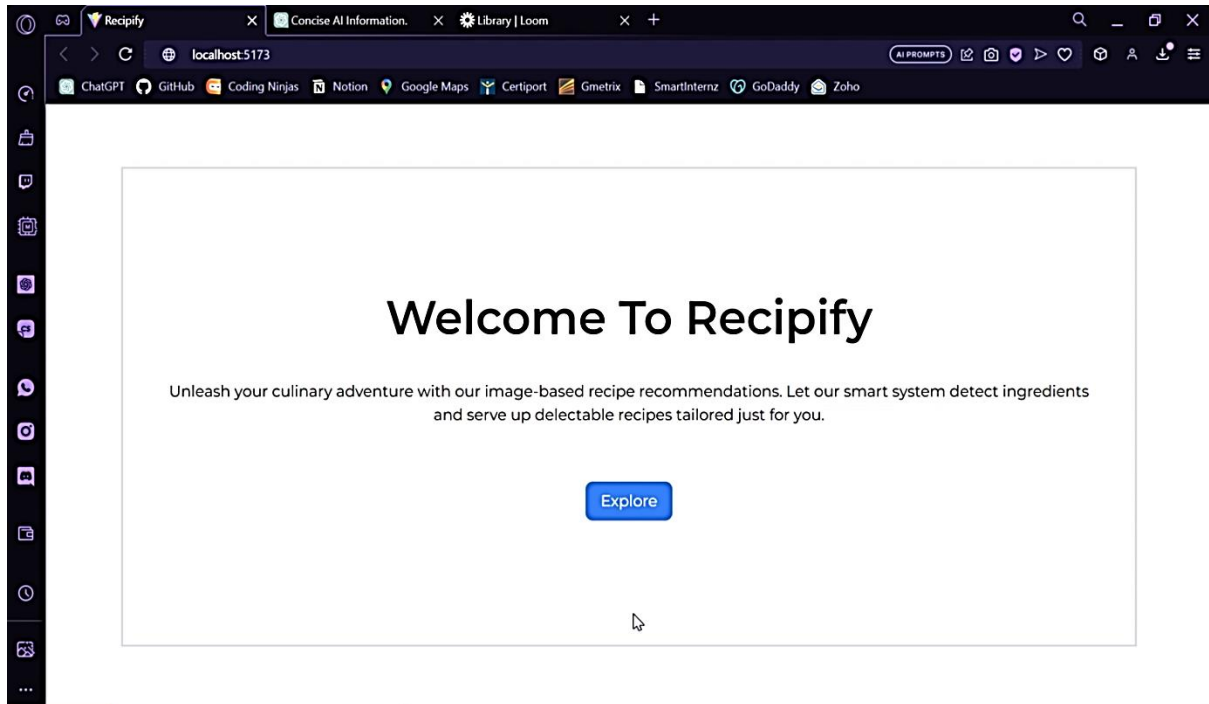 Recipify
Concise AI Information.
Library | Loom
localhost:5173
AI PROMPTS
ChatGPT GitHub Coding Ninjas Notion Google Maps Certiport Gmetrix SmartInternz GoDaddy Zoho
Welcome To Recipify
Unleash your culinary adventure with our image-based recipe recommendations. Let our smart system detect ingredients
and serve up delectable recipes tailored just for you.
Explore